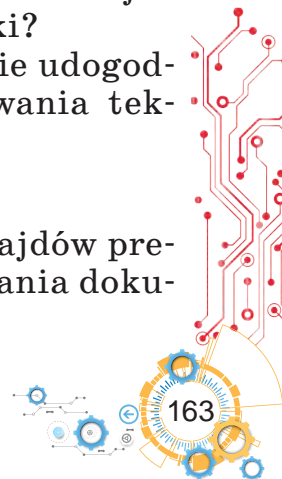 ki?
ie udogod-
wania tek-
ajdów pre-
ania doku-
163